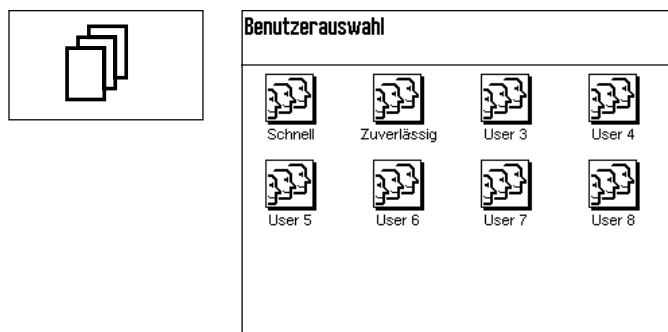 Benutzerauswahl
Schnell Zuverlässig User 3 User 4
User 5 User 6 User 7 User 8